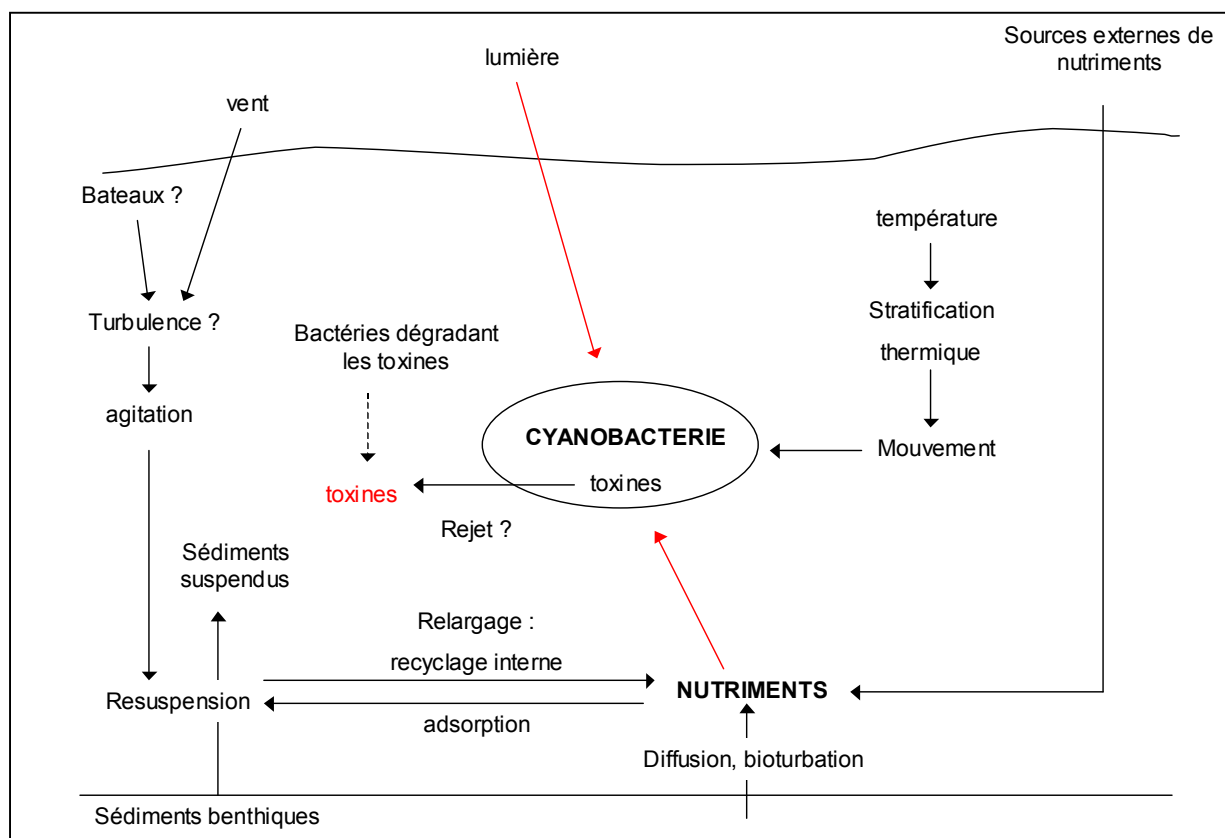 Sources externes de
nutriments
lumière
vent
Bateaux ?
température
Turbulence ?
Stratification
thermique
Bactéries dégradant
les toxines
agitation
CYANOBACTERIE
Mouvement
toxines
toxines
Rejet ?
Sédiments
suspendus
Relargage :
recyclage interne
Resuspension
NUTRIMENTS
adsorption
Diffusion, bioturbation
Sédiments benthiques